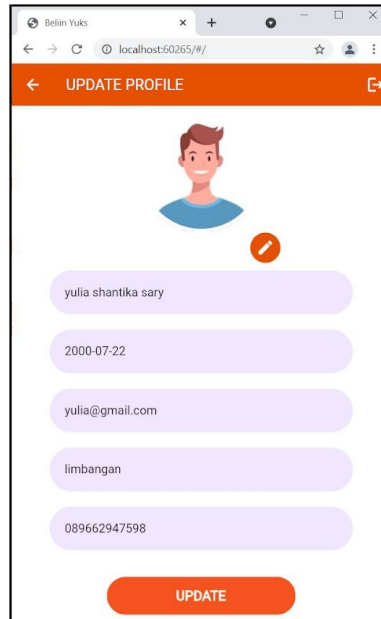 Beliin Yuks
localhost:60265/#/
UPDATE PROFILE
yulia shantika sary
2000-07-22
yulia@gmail.com
limbangan
089662947598
UPDATE